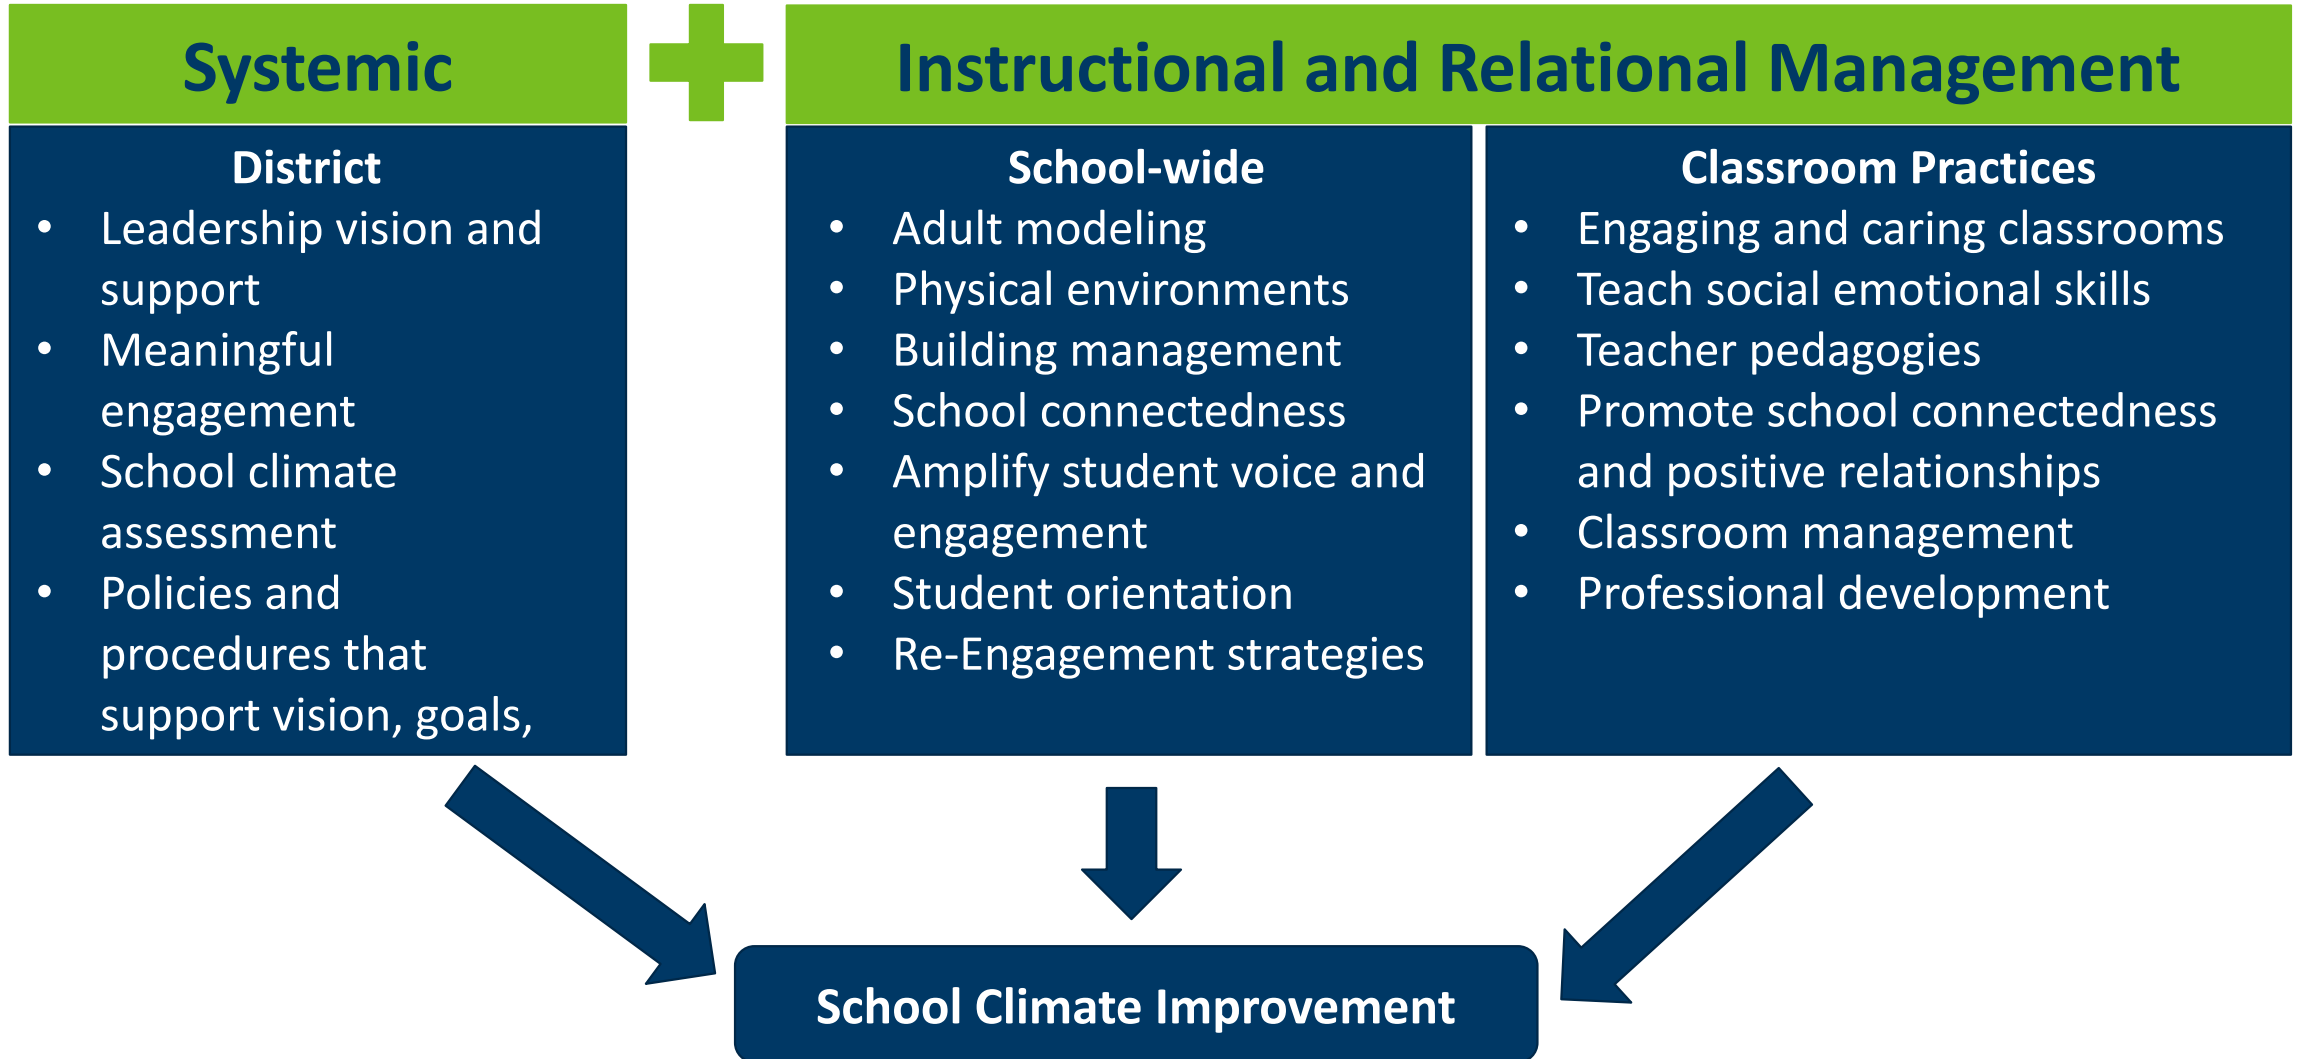 Systemic
Instructional and Relational Management
District
• Leadership vision and
support
• Meaningful
engagement
• School climate
assessment
• Policies and
procedures that
support vision, goals,
School-wide
• Adult modeling
• Physical environments
• Building management
• School connectedness
• Amplify student voice and
engagement
• Student orientation
• Re-Engagement strategies
Classroom Practices
• Engaging and caring classrooms
• Teach social emotional skills
• Teacher pedagogies
• Promote school connectedness
and positive relationships
• Classroom management
• Professional development
School Climate Improvement